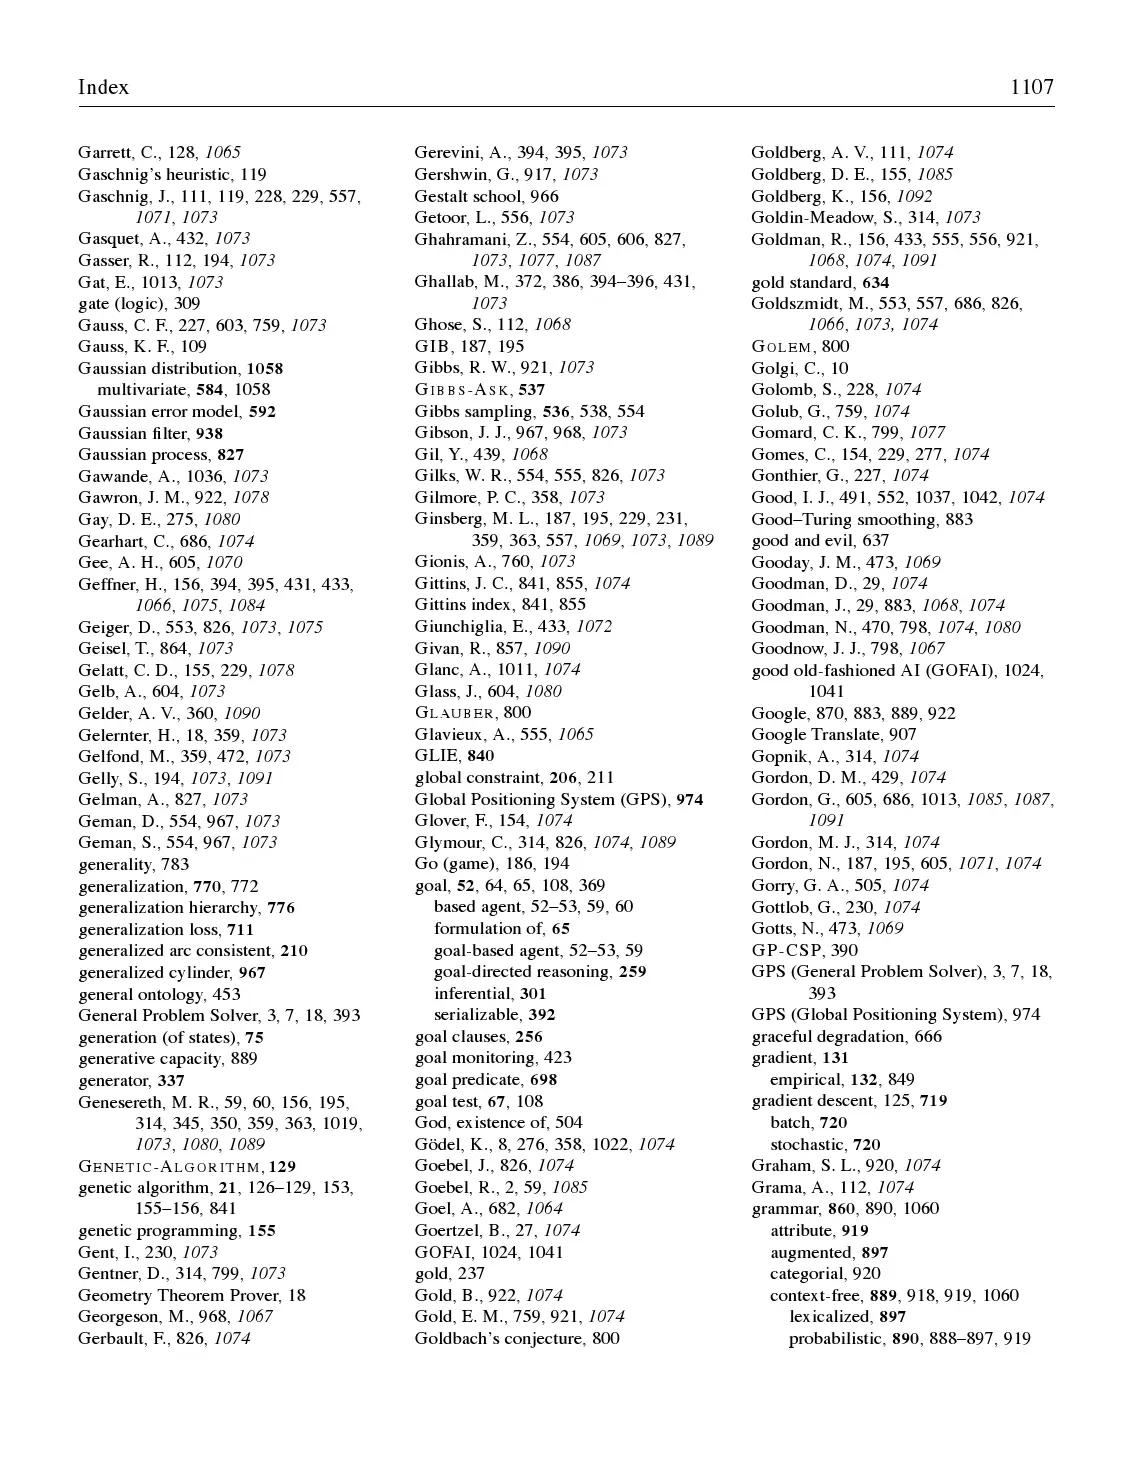 Index 1107
Garrett, C., 128, 1065
Gaschnig's heuristic, 119
Gaschnig, J., 111, 119, 228, 229, 557,
1071, 1073
Gasquet, A., 432, 1073
Gasser, R., 112, 194, 1073
Gat, E., 1013, 1073
gate (logic), 309
Gauss, C. F., 227, 603, 759, 1073
Gauss, K. F., 109
Gaussian distribution, 1058
multivariate, 584, 1058
Gaussian error model, 592
Gaussian filter, 938
Gaussian process, 827
Gawande, A., 1036, 1073
Gawron, J. M., 922, 1078
Gay, D. E., 275, 1080
Gearhart, C., 686, 1074
Gee, A. H., 605, 1070
Geffner, H., 156, 394, 395, 431, 433,
1066, 1075, 1084
Geiger, D., 553, 826, 1073, 1075
Geisel, T., 864, 1073
Gelatt, C. D., 155, 229, 1078
Gelb, A., 604, 1073
Gelder, A. V., 360, 1090
Gelernter, H., 18, 359, 1073
Gelfond, M., 359, 472, 1073
Gelly, S., 194, 1073, 1091
Gelman, A., 827, 1073
Geman, D., 554, 967, 1073
Geman, S., 554, 967, 1073
generality, 783
generalization, 770, 772
generalization hierarchy, 776
generalization loss, 711
generalized arc consistent, 210
generalized cylinder, 967
general ontology, 453
General Problem Solver, 3, 7, 18, 393
generation (of states), 75
generative capacity, 889
generator, 337
Genesereth, M. R., 59, 60, 156, 195,
314, 345, 350, 359, 363, 1019,
1073, 1080, 1089
GENETIC-ALGORITHM, 129
genetic algorithm, 21, 126–129, 153,
155–156, 841
genetic programming, 155
Gent, I., 230, 1073
Gentner, D., 314, 799, 1073
Geometry Theorem Prover, 18
Georgeson, M., 968, 1067
Gerbault, F., 826, 1074
Gerevini, A., 394, 395, 1073
Gershwin, G., 917, 1073
Gestalt school, 966
Getoor, L., 556, 1073
Ghahramani, Z., 554, 605, 606, 827,
1073, 1077, 1087
Ghallab, M., 372, 386, 394–396, 431,
1073
Ghose, S., 112, 1068
GIB, 187, 195
Gibbs, R. W., 921, 1073
GIBBS-ASK, 537
Gibbs sampling, 536, 538, 554
Gibson, J. J., 967, 968, 1073
Gil, Y., 439, 1068
Gilks, W. R., 554, 555, 826, 1073
Gilmore, P. C., 358, 1073
Ginsberg, M. L., 187, 195, 229, 231,
359, 363, 557, 1069, 1073, 1089
Gionis, A., 760, 1073
Gittins, J. C., 841, 855, 1074
Gittins index, 841, 855
Giunchiglia, E., 433, 1072
Givan, R., 857, 1090
Glanc, A., 1011, 1074
Glass, J., 604, 1080
GLAUBER, 800
Glavieux, A., 555, 1065
GLIE, 840
global constraint, 206, 211
Global Positioning System (GPS), 974
Glover, F., 154, 1074
Glymour, C., 314, 826, 1074, 1089
Go (game), 186, 194
goal, 52, 64, 65, 108, 369
based agent, 52–53, 59, 60
formulation of, 65
goal-based agent, 52–53, 59
goal-directed reasoning, 259
inferential, 301
serializable, 392
goal clauses, 256
goal monitoring, 423
goal predicate, 698
goal test, 67, 108
God, existence of, 504
Gödel, K., 8, 276, 358, 1022, 1074
Goebel, J., 826, 1074
Goebel, R., 2, 59, 1085
Goel, A., 682, 1064
Goertzel, B., 27, 1074
GOFAI, 1024, 1041
gold, 237
Gold, B., 922, 1074
Gold, E. M., 759, 921, 1074
Goldbach's conjecture, 800
Goldberg, A. V., 111, 1074
Goldberg, D. E., 155, 1085
Goldberg, K., 156, 1092
Goldin-Meadow, S., 314, 1073
Goldman, R., 156, 433, 555, 556, 921,
1068, 1074, 1091
gold standard, 634
Goldszmidt, M., 553, 557, 686, 826,
1066, 1073, 1074
GOLEM, 800
Golgi, C., 10
Golomb, S., 228, 1074
Golub, G., 759, 1074
Gomard, C. K., 799, 1077
Gomes, C., 154, 229, 277, 1074
Gonthier, G., 227, 1074
Good, I. J., 491, 552, 1037, 1042, 1074
Good–Turing smoothing, 883
good and evil, 637
Gooday, J. M., 473, 1069
Goodman, D., 29, 1074
Goodman, J., 29, 883, 1068, 1074
Goodman, N., 470, 798, 1074, 1080
Goodnow, J. J., 798, 1067
good old-fashioned AI (GOFAI), 1024,
1041
Google, 870, 883, 889, 922
Google Translate, 907
Gopnik, A., 314, 1074
Gordon, D. M., 429, 1074
Gordon, G., 605, 686, 1013, 1085, 1087,
1091
Gordon, M. J., 314, 1074
Gordon, N., 187, 195, 605, 1071, 1074
Gorry, G. A., 505, 1074
Gottlob, G., 230, 1074
Gotts, N., 473, 1069
GP-CSP, 390
GPS (General Problem Solver), 3, 7, 18,
393
GPS (Global Positioning System), 974
graceful degradation, 666
gradient, 131
empirical, 132, 849
gradient descent, 125, 719
batch, 720
stochastic, 720
Graham, S. L., 920, 1074
Grama, A., 112, 1074
grammar, 860, 890, 1060
attribute, 919
augmented, 897
categorial, 920
context-free, 889, 918, 919, 1060
lexicalized, 897
probabilistic, 890, 888–897, 919